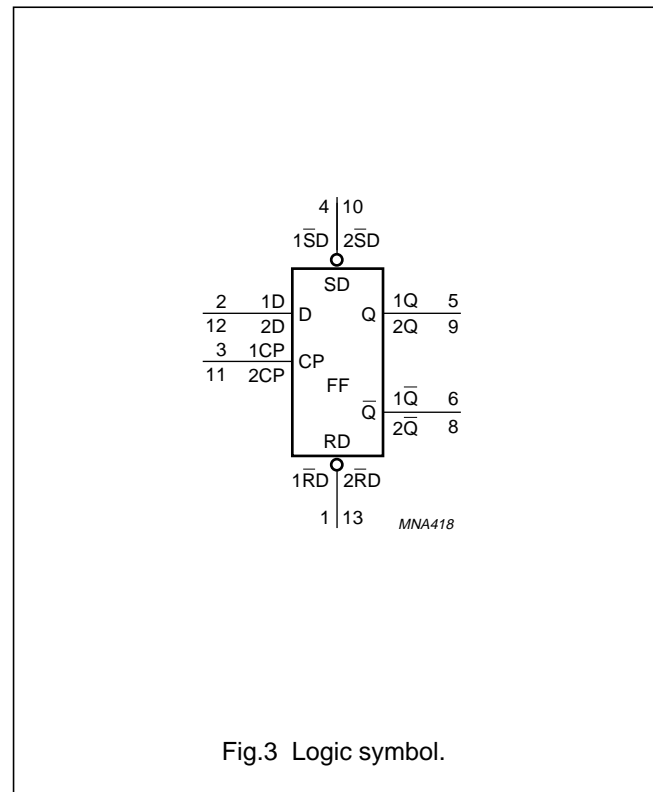 4 10
1S̅D 2S̅D
SD
2 1D D Q 1Q 5
12 2D 2Q 9
3 1CP CP
11 2CP
FF
Q̅ 1Q̅ 6
2Q̅ 8
RD
1R̅D 2R̅D
1 13
MNA418
Fig.3 Logic symbol.